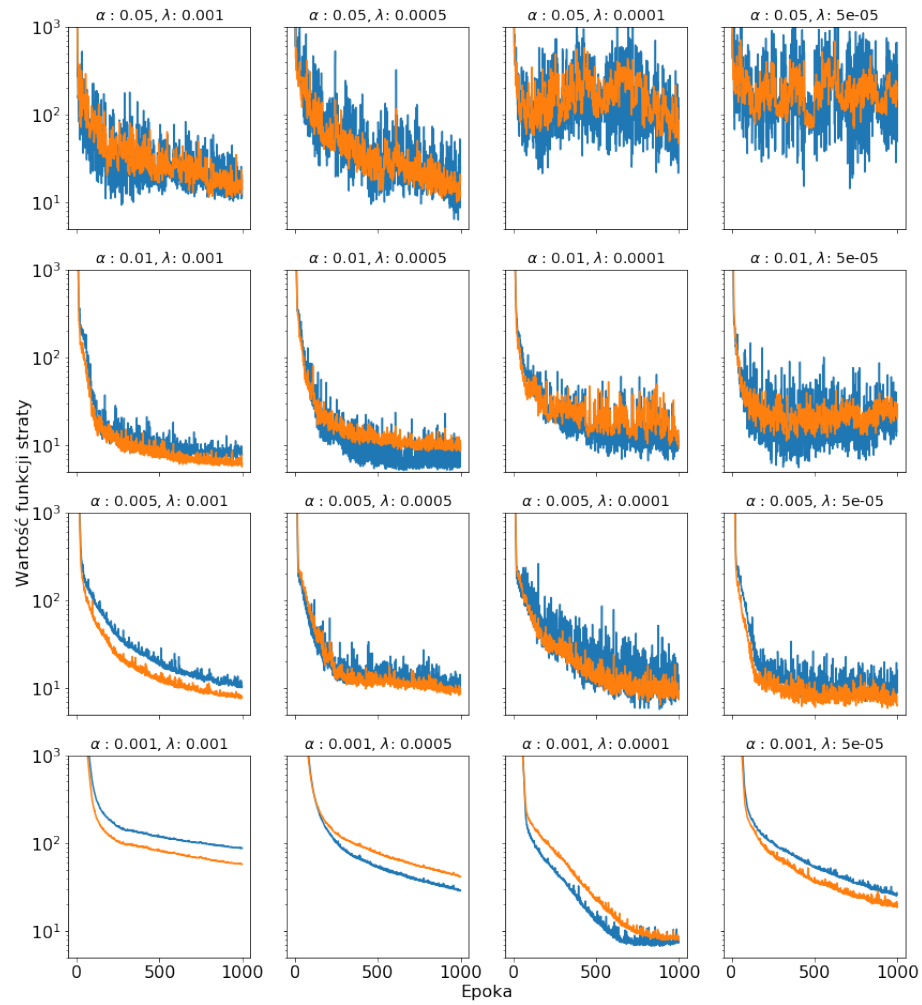 α : 0.05, λ: 0.001 α : 0.05, λ: 0.0005 α : 0.05, λ: 0.0001 α : 0.05, λ: 5e-05
10³
10²
10¹
α : 0.01, λ: 0.001 α : 0.01, λ: 0.0005 α : 0.01, λ: 0.0001 α : 0.01, λ: 5e-05
10³
10²
10¹
Wartość funkcji straty
α : 0.005, λ: 0.001 α : 0.005, λ: 0.0005 α : 0.005, λ: 0.0001 α : 0.005, λ: 5e-05
10³
10²
10¹
α : 0.001, λ: 0.001 α : 0.001, λ: 0.0005 α : 0.001, λ: 0.0001 α : 0.001, λ: 5e-05
10³
10²
10¹
0 500 1000 0 500 1000 0 500 1000 0 500 1000
Epoka